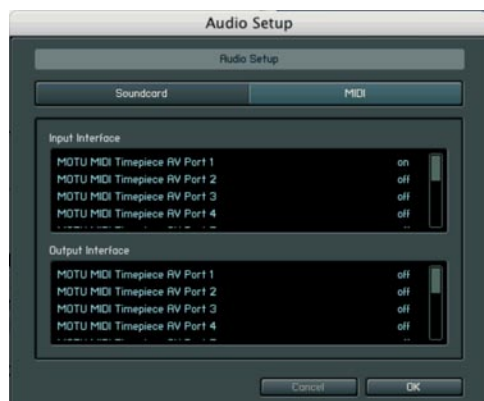 Audio Setup
Audio Setup
Soundcard MIDI
Input Interface
MOTU MIDI Timepiece AV Port 1 on
MOTU MIDI Timepiece AV Port 2 off
MOTU MIDI Timepiece AV Port 3 off
MOTU MIDI Timepiece AV Port 4 off
Output Interface
MOTU MIDI Timepiece AV Port 1 off
MOTU MIDI Timepiece AV Port 2 off
MOTU MIDI Timepiece AV Port 3 off
MOTU MIDI Timepiece AV Port 4 off
Cancel OK